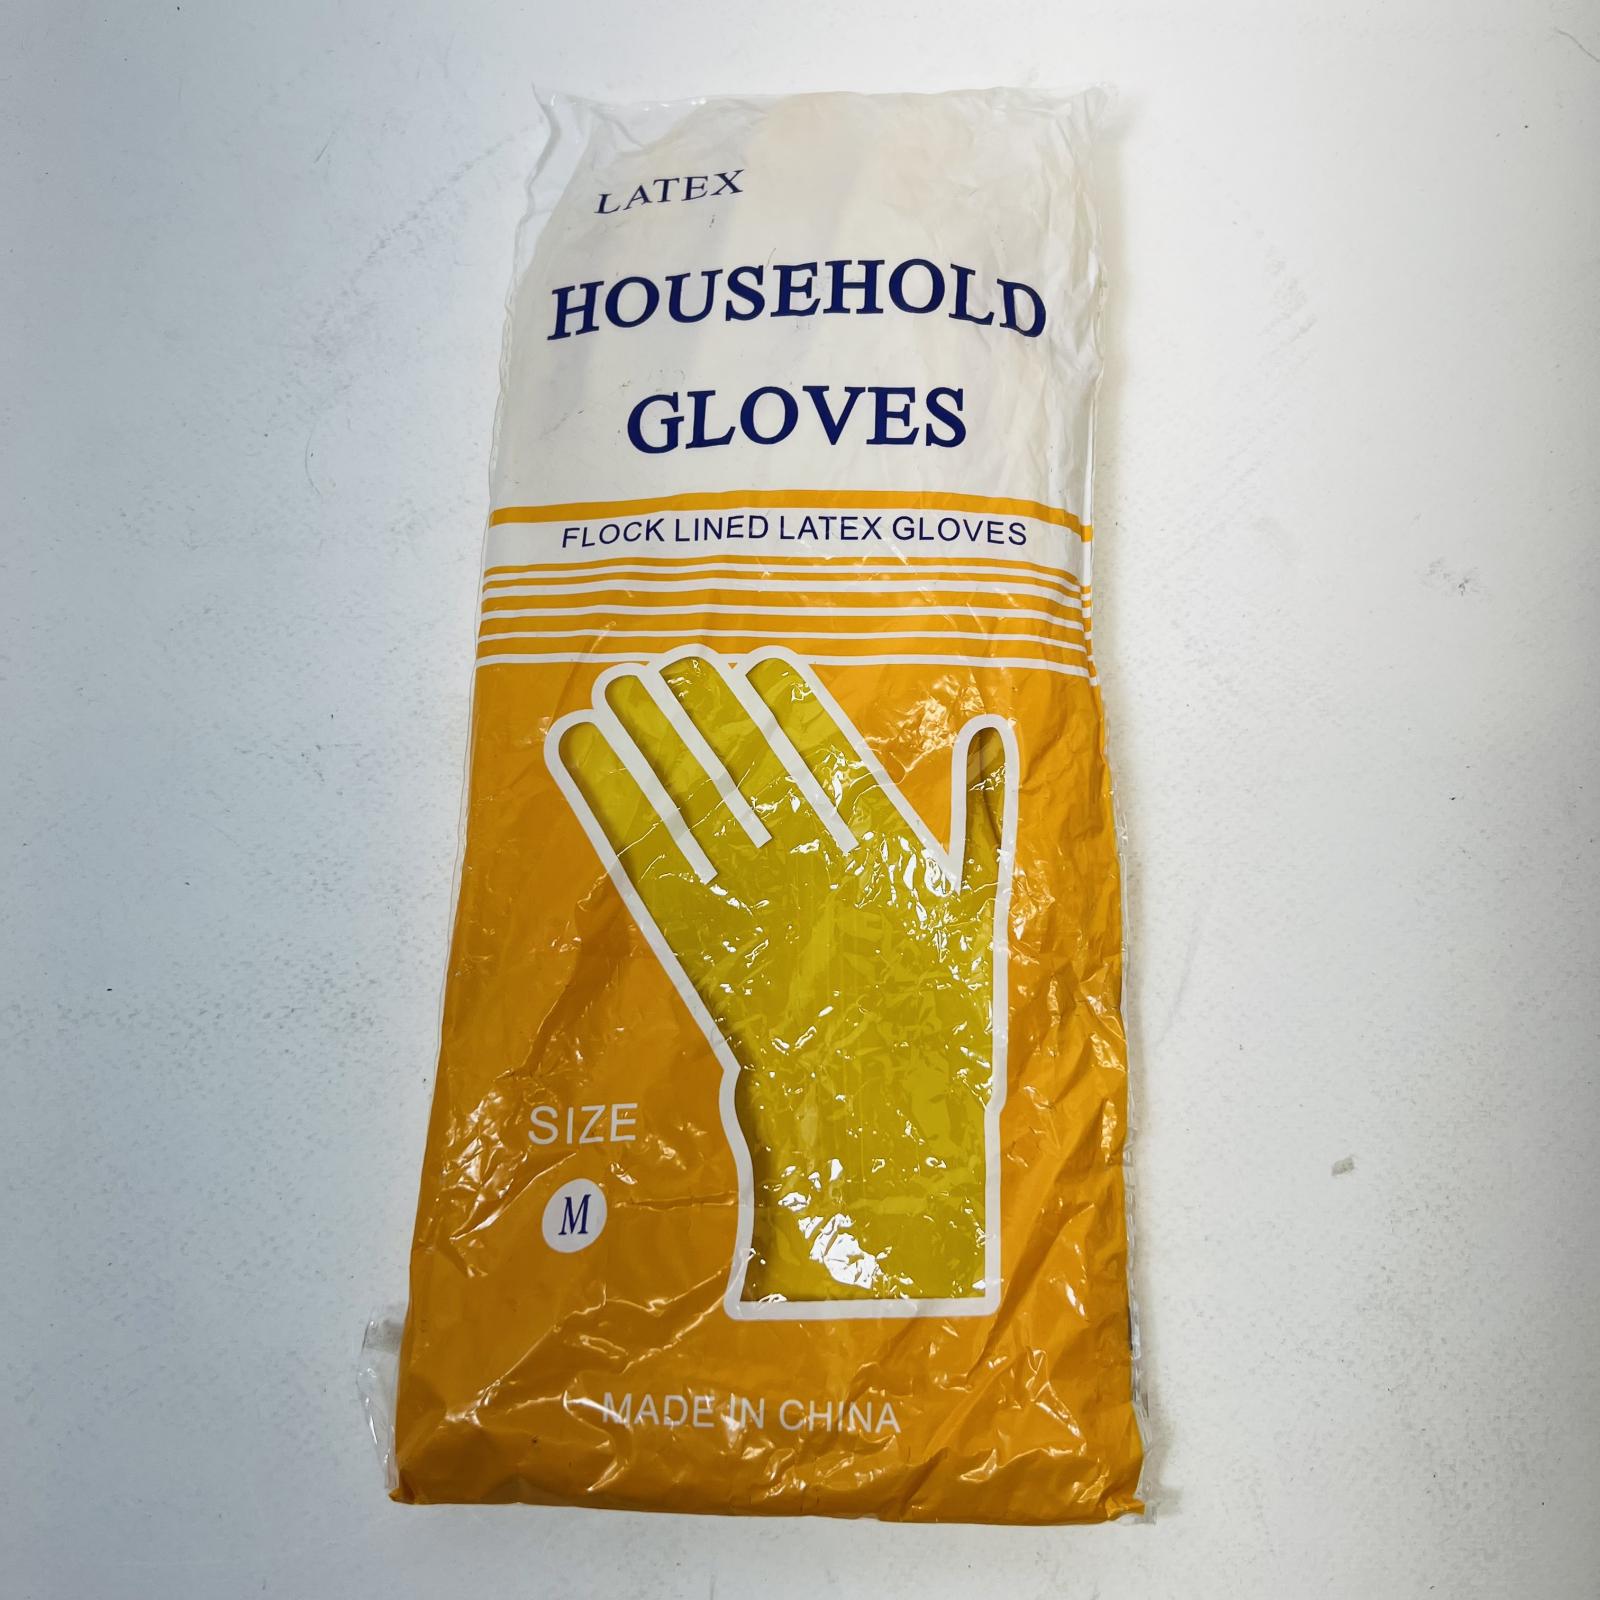 LATEX
HOUSEHOLD
GLOVES
FLOCK LINED LATEX GLOVES
SIZE
M
MADE IN CHINA